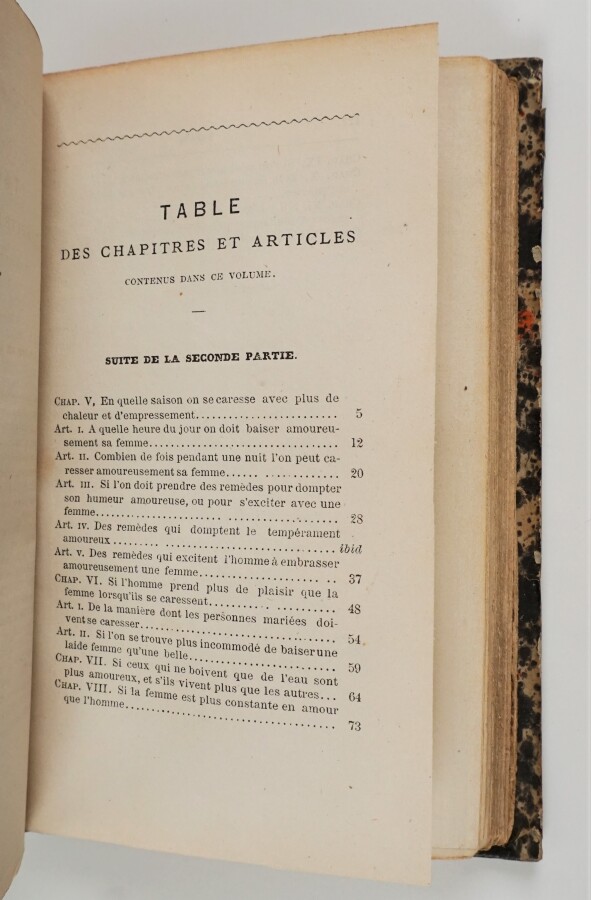 TABLE
DES CHAPITRES ET ARTICLES
CONTENUS DANS CE VOLUME.
SUITE DE LA SECONDE PARTIE.
CHAP. V, En quelle saison on se caresse avec plus de
chaleur et d'empressement........................ 5
Art. I. A quelle heure du jour on doit baiser amoureu-
sement sa femme................................ 12
Art. II. Combien de fois pendant une nuit l'on peut ca-
resser amoureusement sa femme...... ............ 20
Art. III. Si l'on doit prendre des remèdes pour dompter
son humeur amoureuse, ou pour s'exciter avec une
femme........................ .................. 28
Art. IV. Des remèdes qui domptent le tempérament
amoureux ........ .............................. ibid
Art. V. Des remèdes qui excitent l'homme à embrasser
amoureusement une femme.................... .. 37
CHAP. VI. Si l'homme prend plus de plaisir que la
femme lorsqu'ils se caressent.......... .......... 48
Art. I. De la manière dont les personnes mariées doi-
vent se caresser................................ 54
Art. II. Si l'on se trouve plus incommodé de baiser une
laide femme qu'une belle........................ 59
CHAP. VII. Si ceux qui ne boivent que de l'eau sont
plus amoureux, et s'ils vivent plus que les autres... 64
CHAP. VIII. Si la femme est plus constante en amour
que l'homme.................................... 73